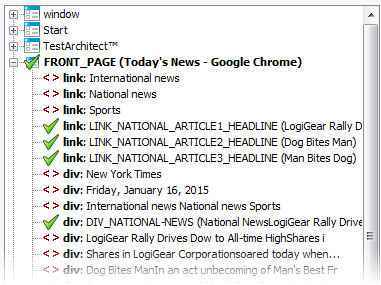 window
Start
TestArchitect™
FRONT_PAGE (Today's News - Google Chrome)
<> link: International news
<> link: National news
<> link: Sports
<> link: LINK_NATIONAL_ARTICLE1_HEADLINE (LogiGear Rally D
<> link: LINK_NATIONAL_ARTICLE2_HEADLINE (Dog Bites Man)
<> link: LINK_NATIONAL_ARTICLE3_HEADLINE (Man Bites Dog)
<> div: New York Times
<> div: Friday, January 16, 2015
<> div: International news National news Sports
<> div: DIV_NATIONAL-NEWS (National NewsLogiGear Rally Drive
<> div: LogiGear Rally Drives Dow to All-time HighShares i
<> div: Shares in LogiGear Corporationsoared today when...
<> div: Dog Bites ManIn an act unbecoming of Man's Best Fr